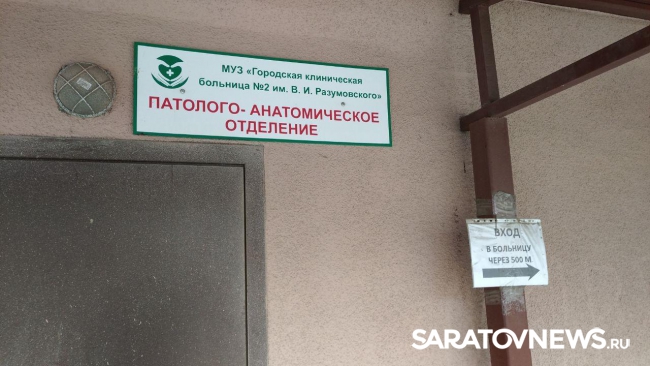 МУЗ «Городская клиническая
больница №2 им. В. И. Разумовского»
ПАТОЛОГО- АНАТОМИЧЕСКОЕ
ОТДЕЛЕНИЕ
ВХОД
В БОЛЬНИЦУ
ЧЕРЕЗ 500 М
SARATOVNEWS.RU